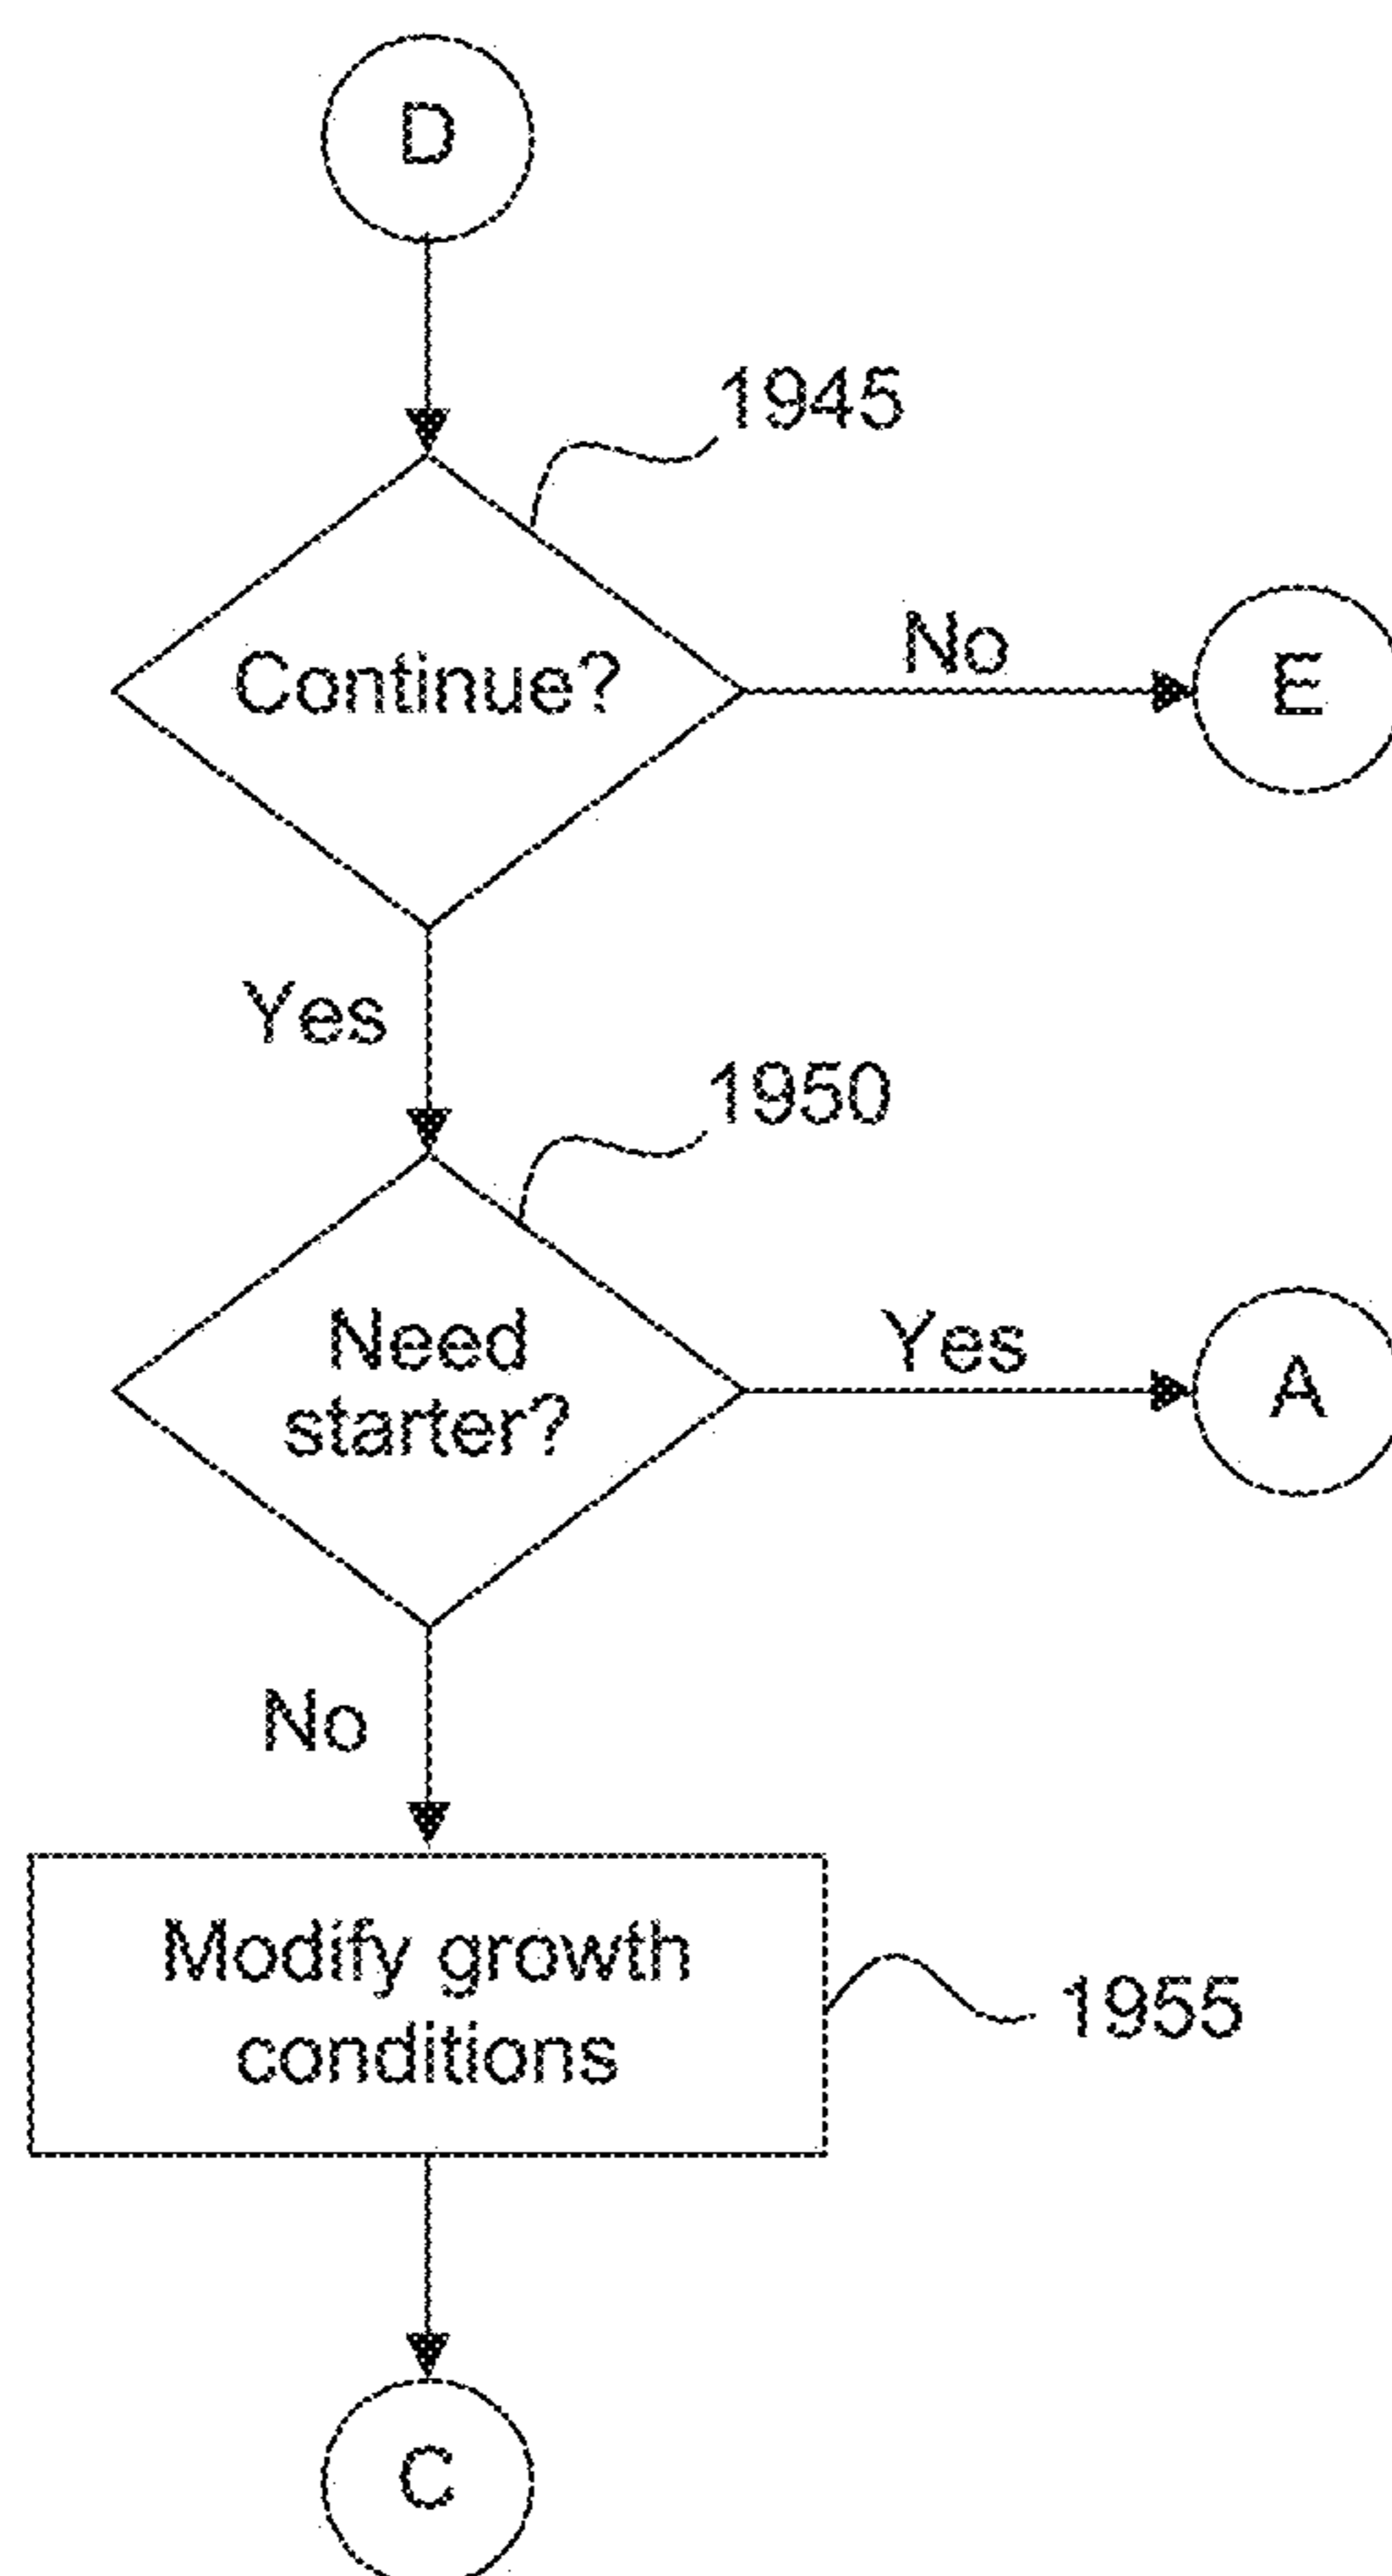 D
1945
Continue?
No
E
Yes
1950
Need
starter?
Yes
A
No
Modify growth
conditions
1955
C